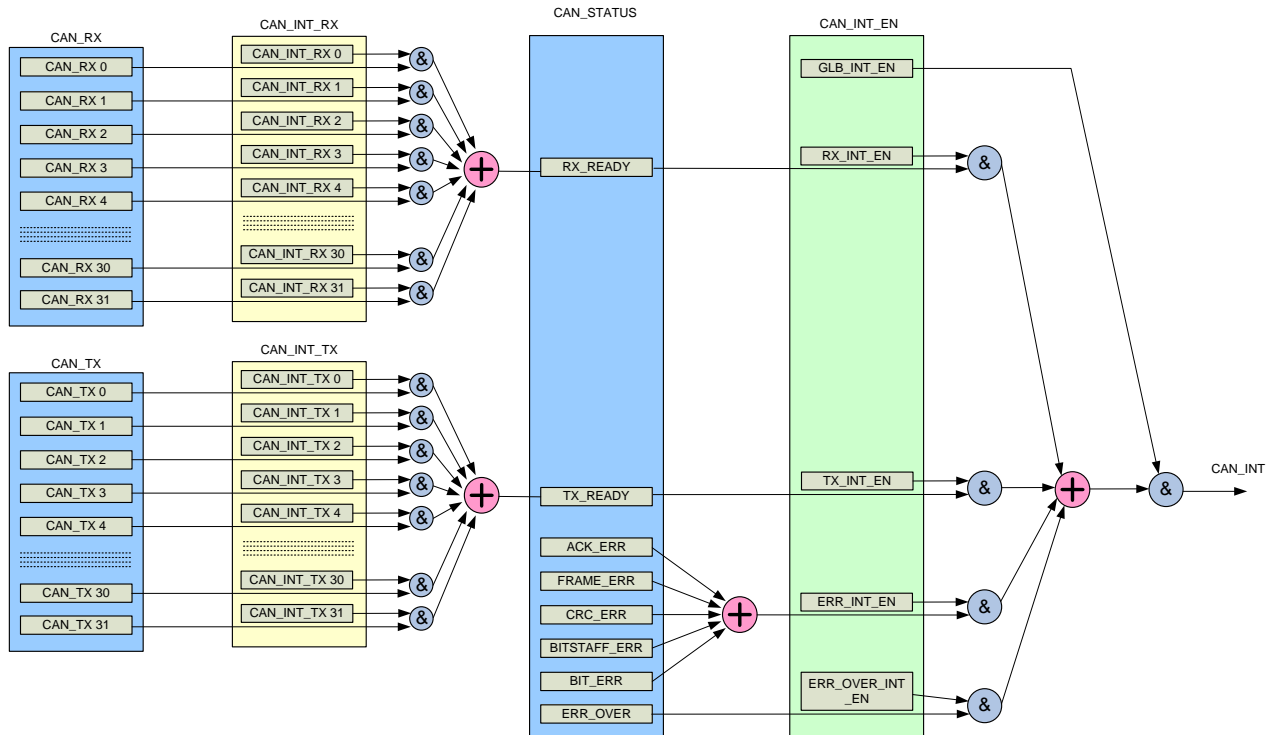 CAN_RX
CAN_RX 0
CAN_RX 1
CAN_RX 2
CAN_RX 3
CAN_RX 4
CAN_RX 30
CAN_RX 31
CAN_INT_RX
CAN_INT_RX 0
CAN_INT_RX 1
CAN_INT_RX 2
CAN_INT_RX 3
CAN_INT_RX 4
CAN_INT_RX 30
CAN_INT_RX 31
&
&
&
&
&
&
&
+
CAN_TX
CAN_TX 0
CAN_TX 1
CAN_TX 2
CAN_TX 3
CAN_TX 4
CAN_TX 30
CAN_TX 31
CAN_INT_TX
CAN_INT_TX 0
CAN_INT_TX 1
CAN_INT_TX 2
CAN_INT_TX 3
CAN_INT_TX 4
CAN_INT_TX 30
CAN_INT_TX 31
&
&
&
&
&
&
&
+
CAN_STATUS
RX_READY
TX_READY
ACK_ERR
FRAME_ERR
CRC_ERR
BITSTAFF_ERR
BIT_ERR
ERR_OVER
+
CAN_INT_EN
GLB_INT_EN
RX_INT_EN
TX_INT_EN
ERR_INT_EN
ERR_OVER_INT
_EN
&
&
&
&
+
&
CAN_INT